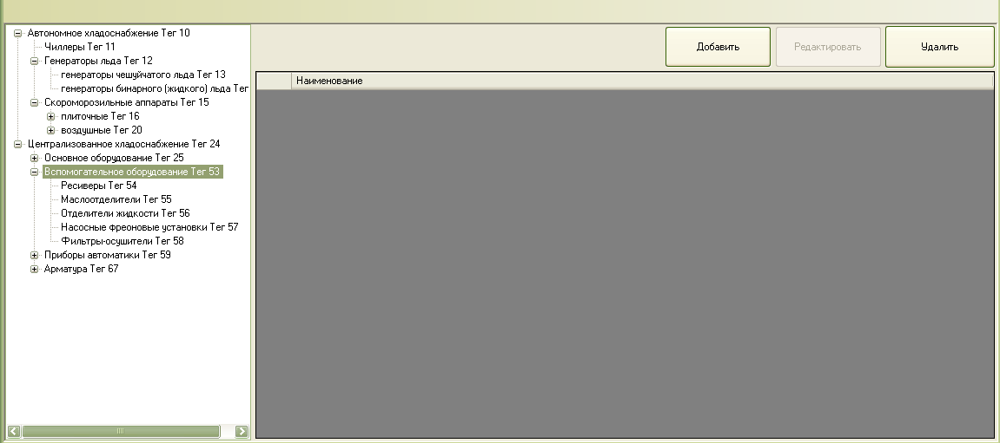 Автономное хладоснабжение Тег 10
Чиллеры Тег 11
Генераторы льда Тег 12
генераторы чешуйчатого льда Тег 13
генераторы бинарного (жидкого) льда Тег
Скороморозильные аппараты Тег 15
плиточные Тег 16
воздушные Тег 20
Централизованное хладоснабжение Тег 24
Основное оборудование Тег 25
Вспомогательное оборудование Тег 53
Ресиверы Тег 54
Маслоотделители Тег 55
Отделители жидкости Тег 56
Насосные фреоновые установки Тег 57
Фильтры-осушители Тег 58
Приборы автоматики Тег 59
Арматура Тег 67
Добавить
Редактировать
Удалить
Наименование